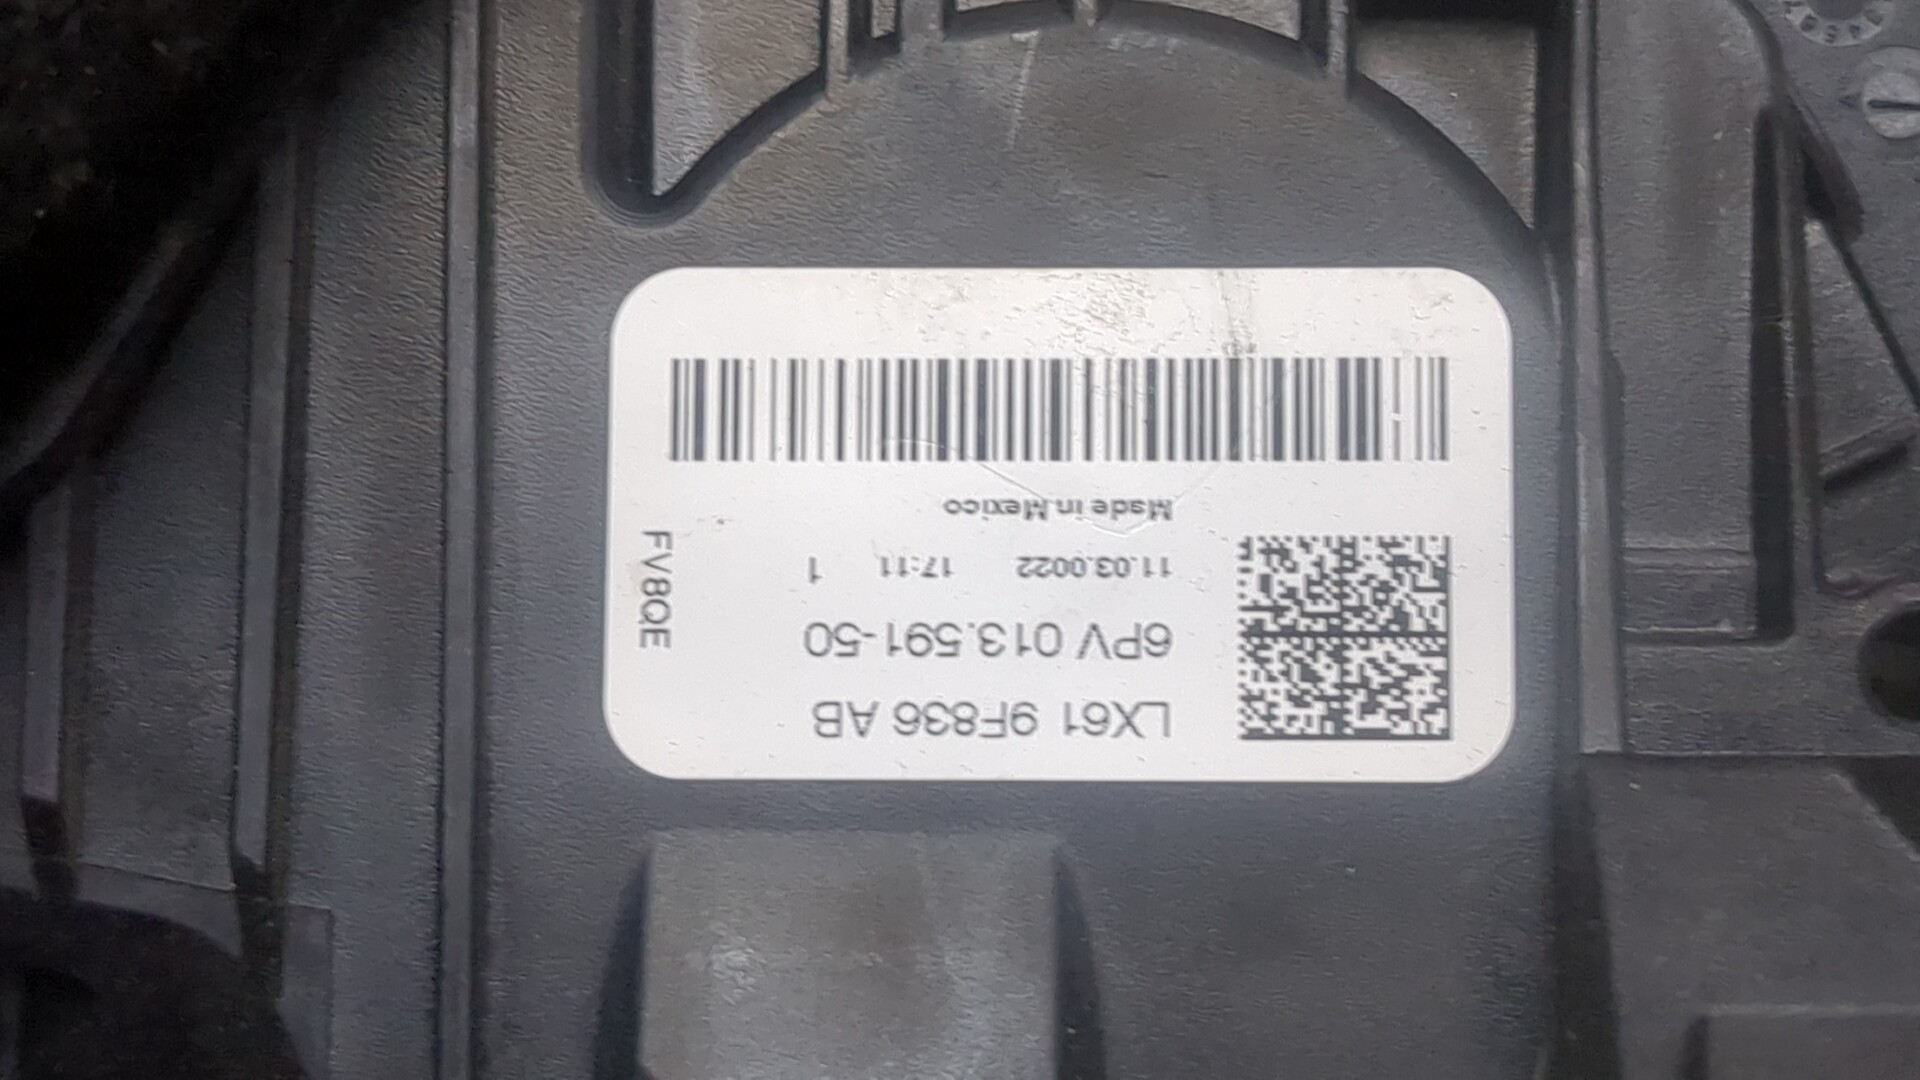 LX61 9F836 AB
6PV 013.591-50
11.03.0022 17:11 1
Made in Mexico
FV8QE